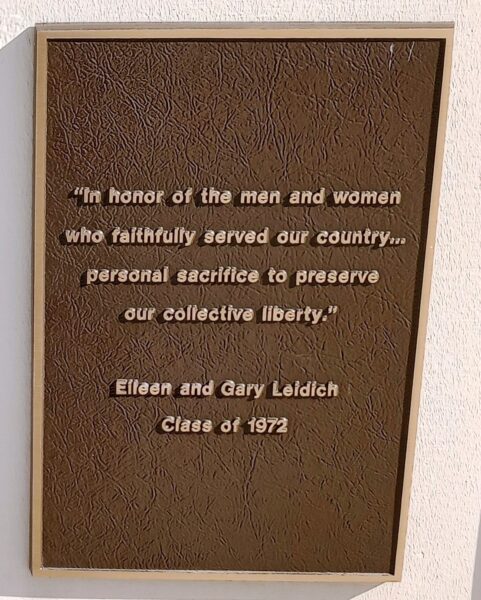 “In honor of the men and women
who faithfully served our country...
personal sacrifice to preserve
our collective liberty.”
Eileen and Gary Leidich
Class of 1972